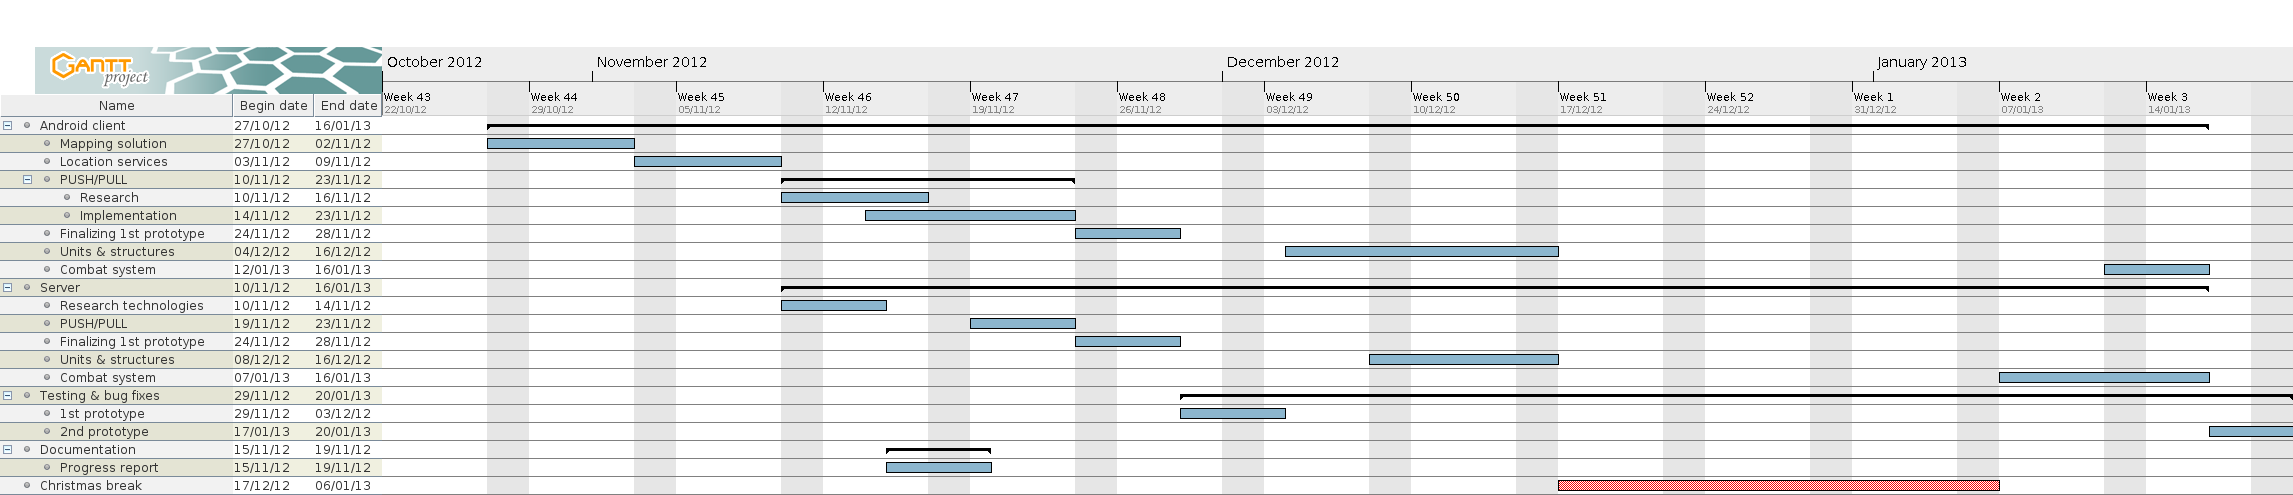 GANTT project
October 2012 November 2012 December 2012 January 2013
Name Begin date End date Week 43 Week 44 Week 45 Week 46 Week 47 Week 48 Week 49 Week 50 Week 51 Week 52 Week 1 Week 2 Week 3
22/10/12 29/10/12 05/11/12 12/11/12 19/11/12 26/11/12 03/12/12 10/12/12 17/12/12 24/12/12 31/12/12 07/01/13 14/01/13
Android client 27/10/12 16/01/13
Mapping solution 27/10/12 02/11/12
Location services 03/11/12 09/11/12
PUSH/PULL 10/11/12 23/11/12
Research 10/11/12 16/11/12
Implementation 14/11/12 23/11/12
Finalizing 1st prototype 24/11/12 28/11/12
Units & structures 04/12/12 16/12/12
Combat system 12/01/13 16/01/13
Server 10/11/12 16/01/13
Research technologies 10/11/12 14/11/12
PUSH/PULL 19/11/12 23/11/12
Finalizing 1st prototype 24/11/12 28/11/12
Units & structures 08/12/12 16/12/12
Combat system 07/01/13 16/01/13
Testing & bug fixes 29/11/12 20/01/13
1st prototype 29/11/12 03/12/12
2nd prototype 17/01/13 20/01/13
Documentation 15/11/12 19/11/12
Progress report 15/11/12 19/11/12
Christmas break 17/12/12 06/01/13